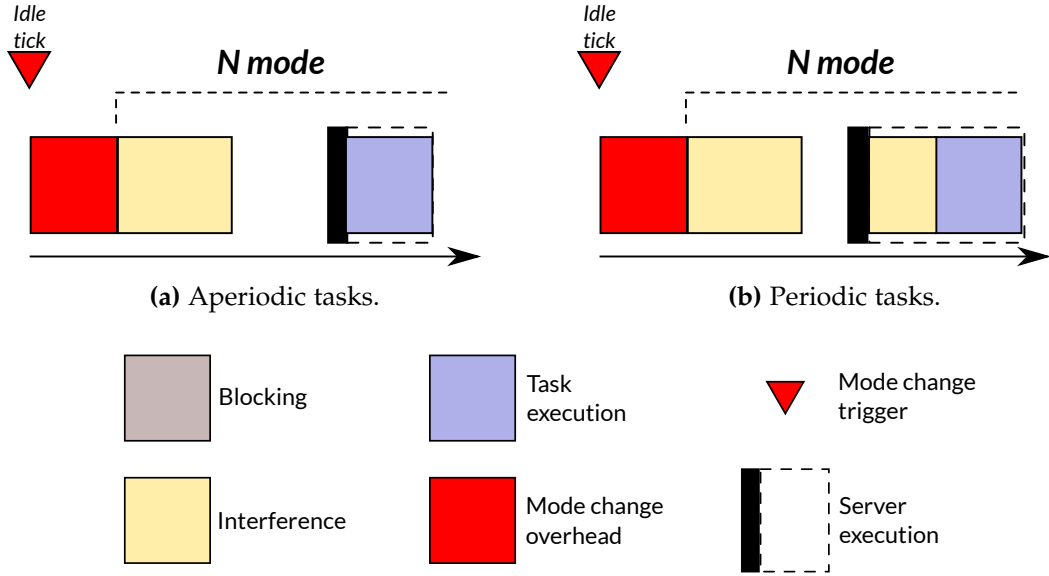 Idle
tick
N mode
(a) Aperiodic tasks.
Idle
tick
N mode
(b) Periodic tasks.
Blocking
Task
execution
Mode change
trigger
Interference
Mode change
overhead
Server
execution